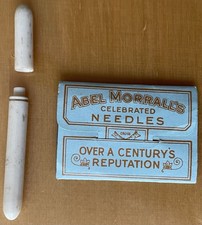 ABEL MORRALL'S
CELEBRATED
NEEDLES
OVER A CENTURY'S
REPUTATION